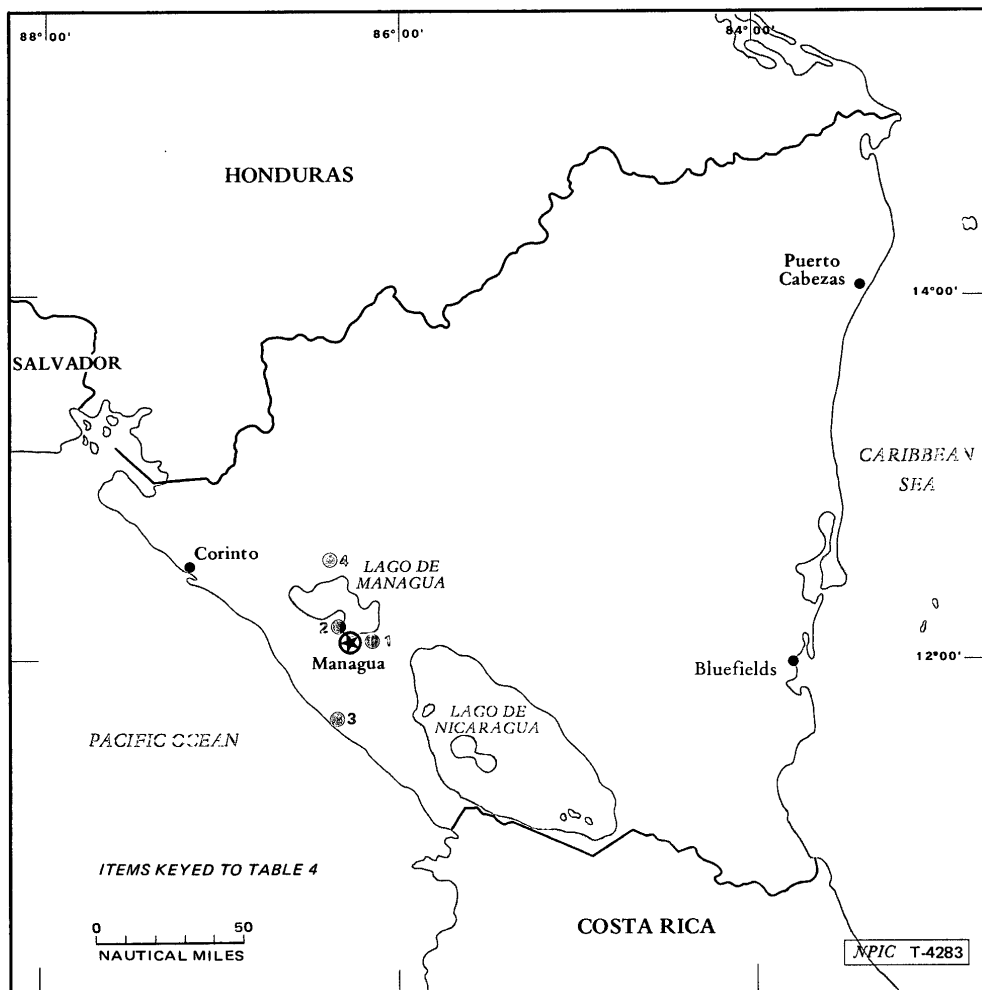 88°00'
86°00'
84°00'
HONDURAS
Puerto
Cabezas
14°00'
SALVADOR
CARIBBEAN
SEA
Corinto
4
LAGO DE
MANAGUA
2
1
Managua
Bluefields
12°00'
3
LAGO DE
NICARAGUA
PACIFIC OCEAN
ITEMS KEYED TO TABLE 4
0 50
NAUTICAL MILES
COSTA RICA
NPIC T-4283